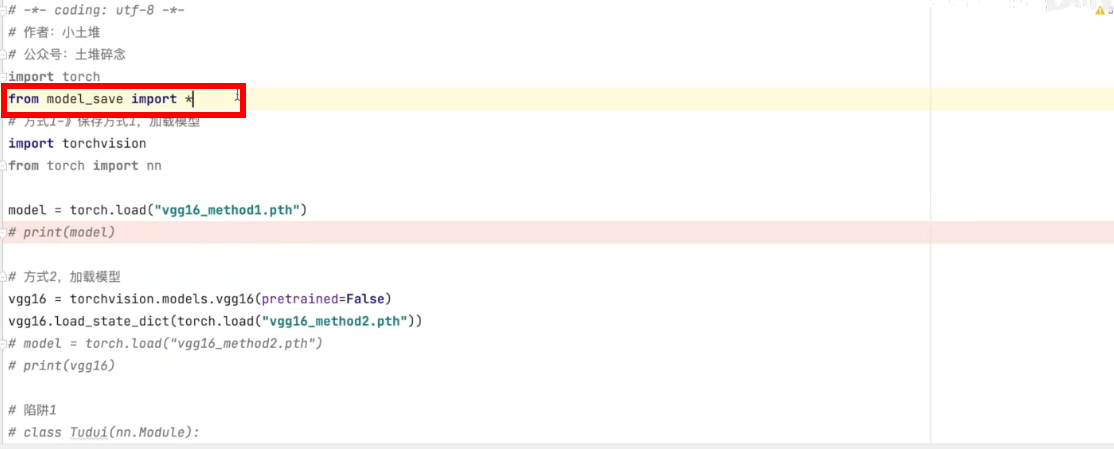 # -*- coding: utf-8 -*-
# 作者：小土堆
# 公众号：土堆碎念
import torch
from model_save import *
# 方式1-》保存方式1，加载模型
import torchvision
from torch import nn
model = torch.load("vgg16_method1.pth")
# print(model)
# 方式2，加载模型
vgg16 = torchvision.models.vgg16(pretrained=False)
vgg16.load_state_dict(torch.load("vgg16_method2.pth"))
# model = torch.load("vgg16_method2.pth")
# print(vgg16)
# 陷阱1
# class Tudui(nn.Module):